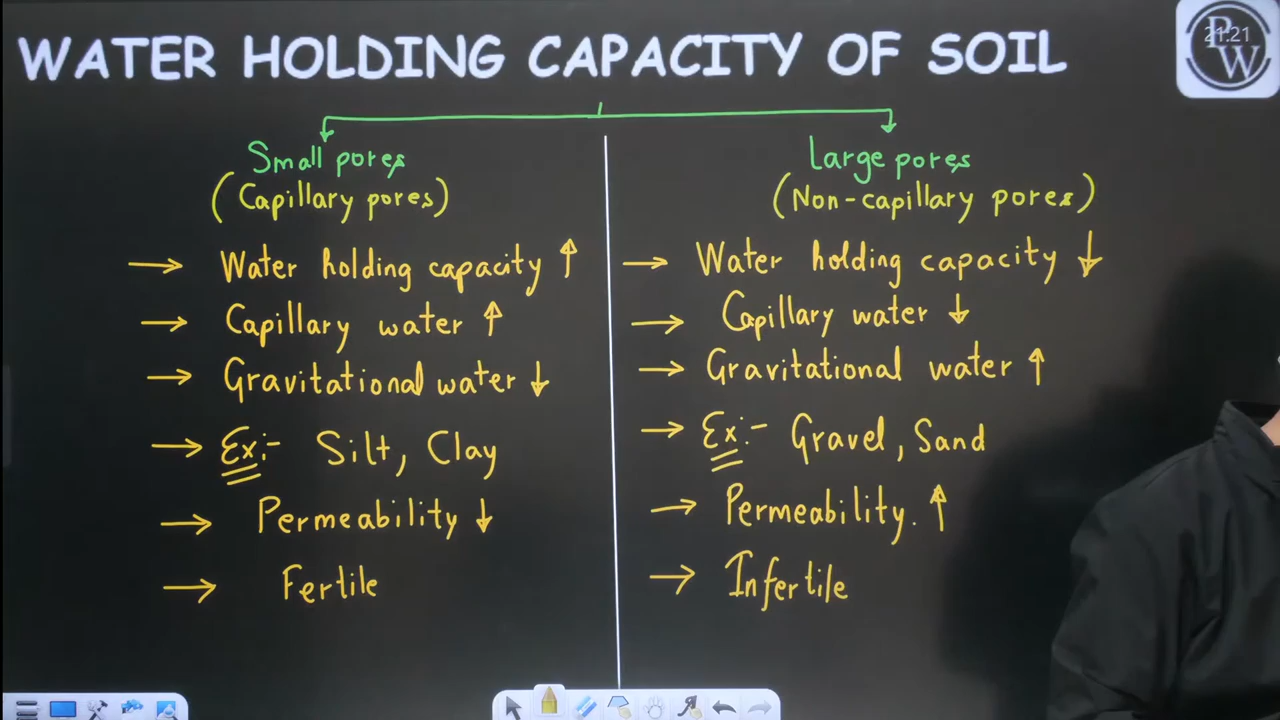 WATER HOLDING CAPACITY OF SOIL
PW
21:21
Small pores
(Capillary pores)
→ Water holding capacity ↑
→ Capillary water ↑
→ Gravitational water ↓
→ Ex:- Silt, Clay
→ Permeability ↓
→ Fertile
Large pores
(Non-capillary pores)
→ Water holding capacity ↓
→ Capillary water ↓
→ Gravitational water ↑
→ Ex:- Gravel, Sand
→ Permeability. ↑
→ Infertile